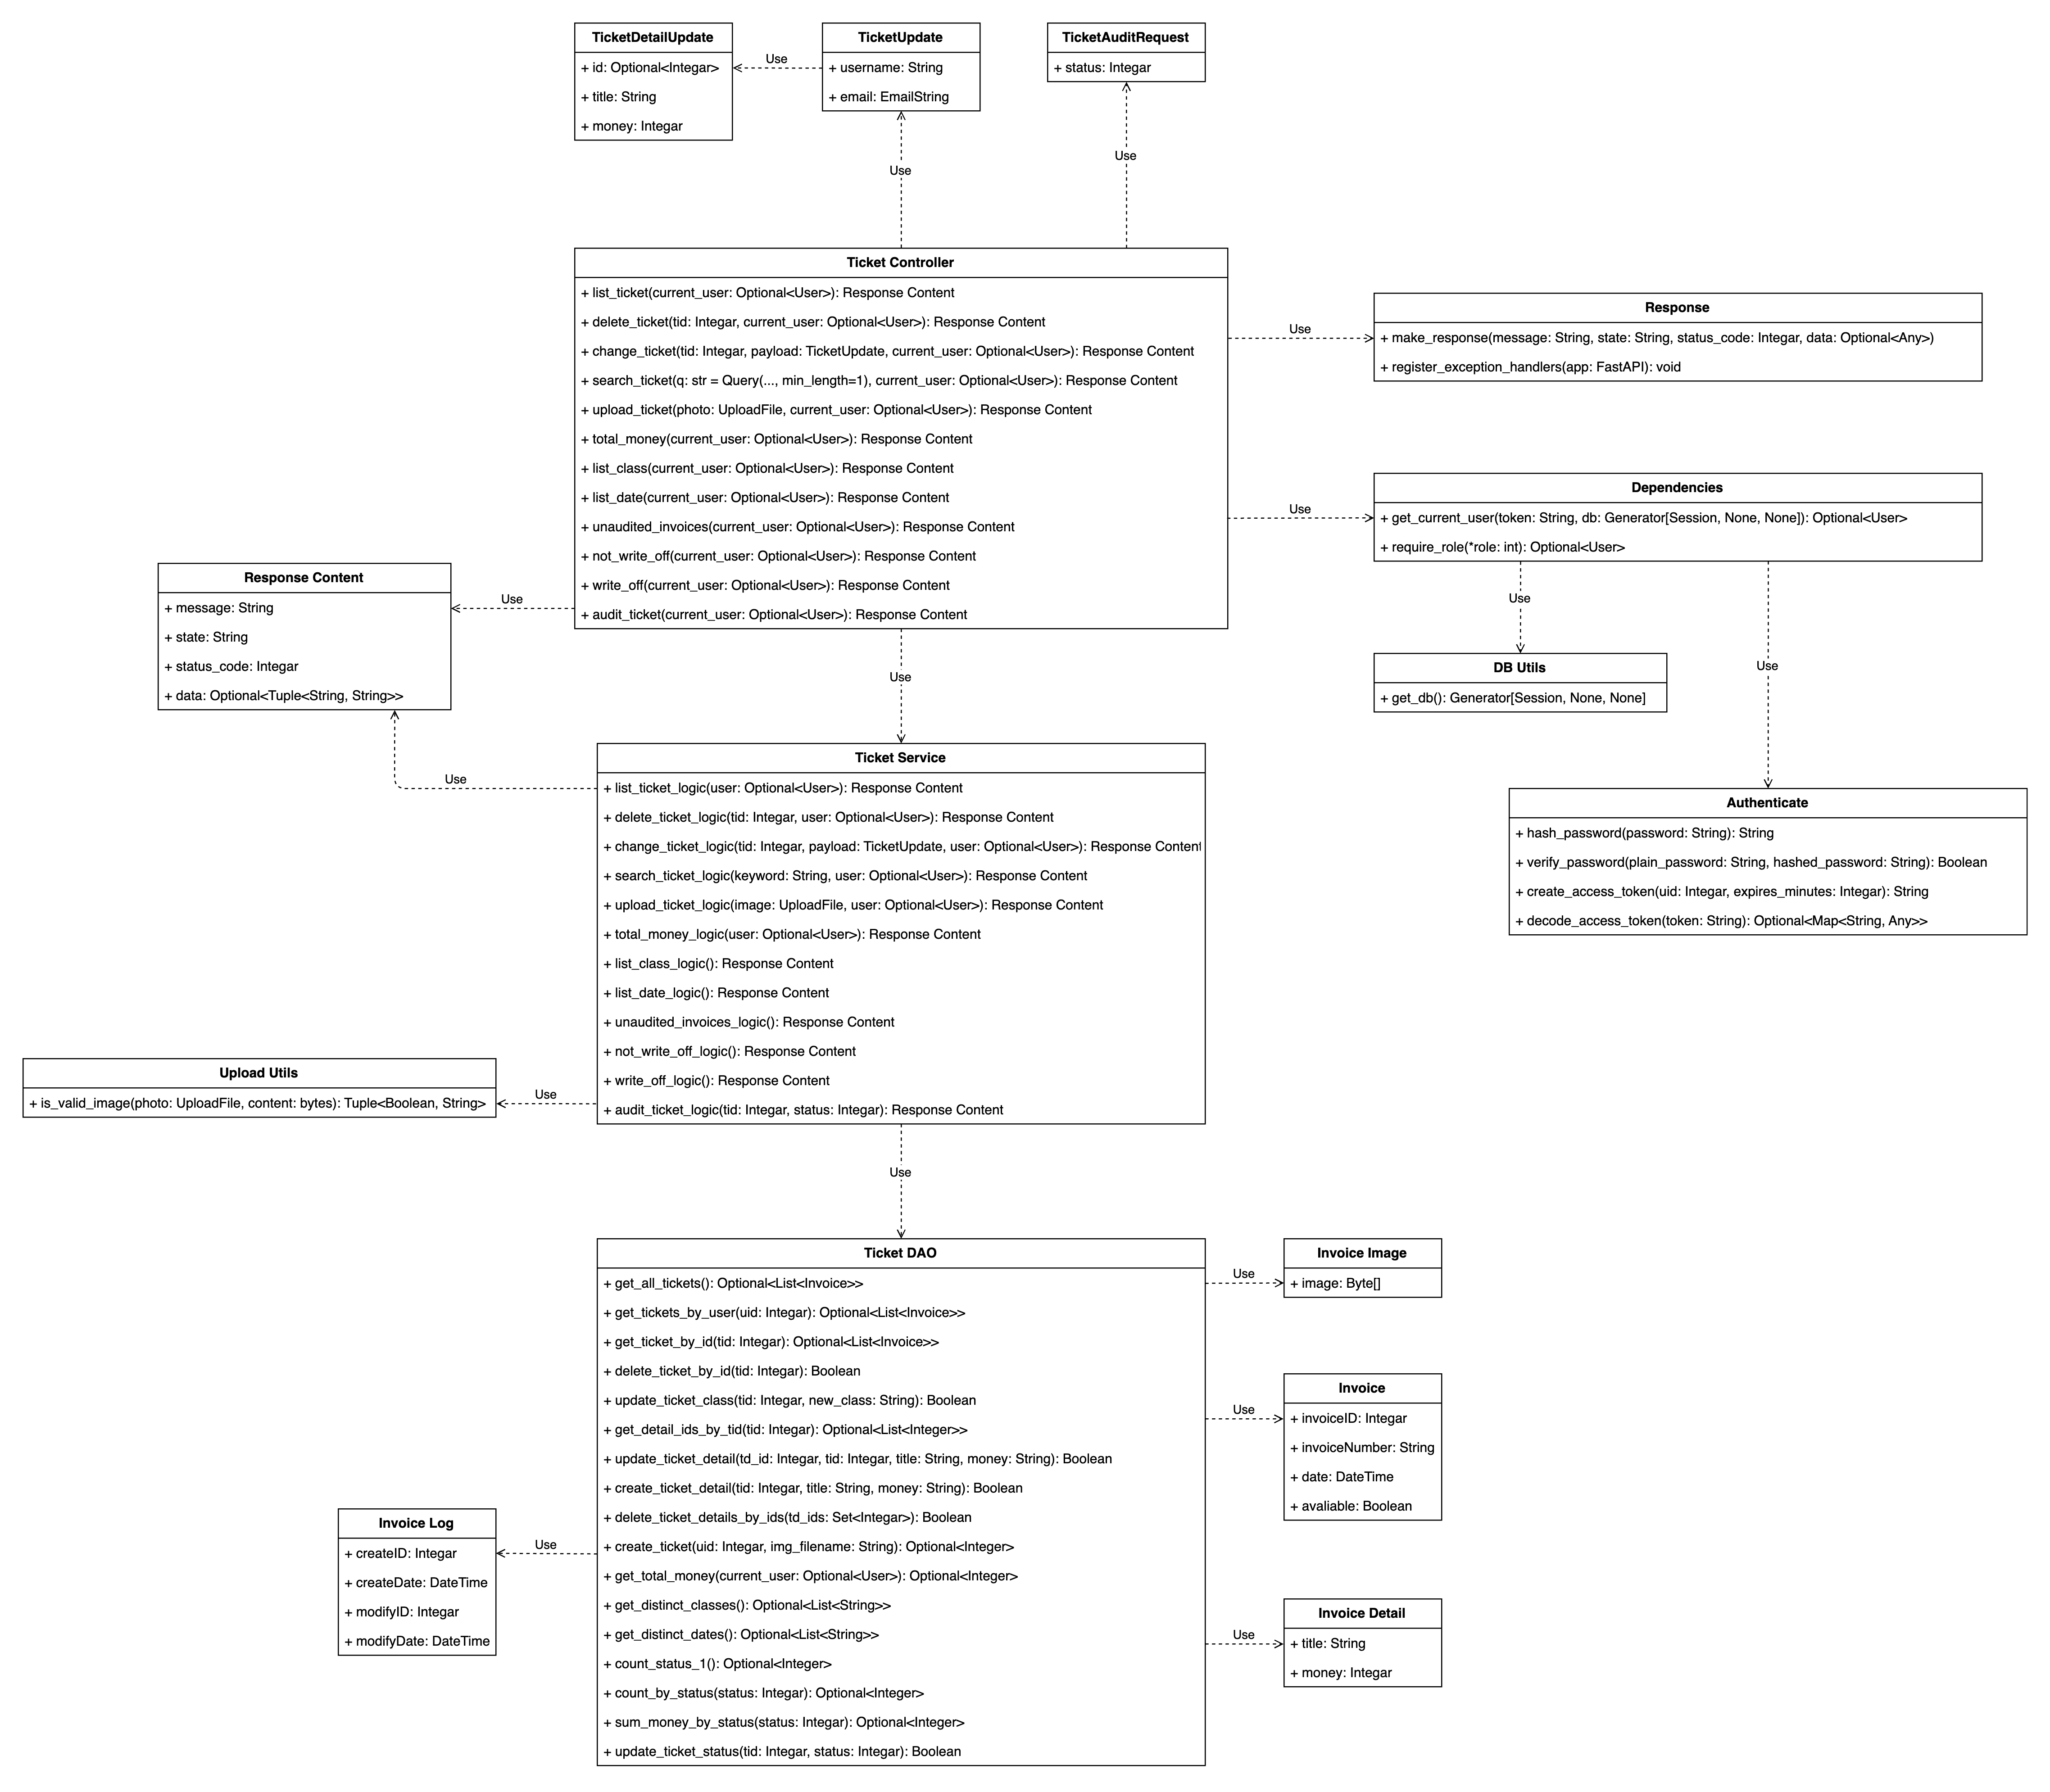 TicketDetailUpdate
+ id: Optional<Integar>
+ title: String
+ money: Integar
Use
TicketUpdate
+ username: String
+ email: EmailString
TicketAuditRequest
+ status: Integar
Use
Use
Ticket Controller
+ list_ticket(current_user: Optional<User>): Response Content
+ delete_ticket(tid: Integar, current_user: Optional<User>): Response Content
+ change_ticket(tid: Integar, payload: TicketUpdate, current_user: Optional<User>): Response Content
+ search_ticket(q: str = Query(..., min_length=1), current_user: Optional<User>): Response Content
+ upload_ticket(photo: UploadFile, current_user: Optional<User>): Response Content
+ total_money(current_user: Optional<User>): Response Content
+ list_class(current_user: Optional<User>): Response Content
+ list_date(current_user: Optional<User>): Response Content
+ unaudited_invoices(current_user: Optional<User>): Response Content
+ not_write_off(current_user: Optional<User>): Response Content
+ write_off(current_user: Optional<User>): Response Content
+ audit_ticket(current_user: Optional<User>): Response Content
Use
Response
+ make_response(message: String, state: String, status_code: Integar, data: Optional<Any>)
+ register_exception_handlers(app: FastAPI): void
Use
Dependencies
+ get_current_user(token: String, db: Generator[Session, None, None]): Optional<User>
+ require_role(*role: int): Optional<User>
Use
DB Utils
+ get_db(): Generator[Session, None, None]
Use
Authenticate
+ hash_password(password: String): String
+ verify_password(plain_password: String, hashed_password: String): Boolean
+ create_access_token(uid: Integar, expires_minutes: Integar): String
+ decode_access_token(token: String): Optional<Map<String, Any>>
Response Content
+ message: String
+ state: String
+ status_code: Integar
+ data: Optional<Tuple<String, String>>
Use
Use
Use
Ticket Service
+ list_ticket_logic(user: Optional<User>): Response Content
+ delete_ticket_logic(tid: Integar, user: Optional<User>): Response Content
+ change_ticket_logic(tid: Integar, payload: TicketUpdate, user: Optional<User>): Response Content
+ search_ticket_logic(keyword: String, user: Optional<User>): Response Content
+ upload_ticket_logic(image: UploadFile, user: Optional<User>): Response Content
+ total_money_logic(user: Optional<User>): Response Content
+ list_class_logic(): Response Content
+ list_date_logic(): Response Content
+ unaudited_invoices_logic(): Response Content
+ not_write_off_logic(): Response Content
+ write_off_logic(): Response Content
+ audit_ticket_logic(tid: Integar, status: Integar): Response Content
Upload Utils
+ is_valid_image(photo: UploadFile, content: bytes): Tuple<Boolean, String>
Use
Use
Ticket DAO
+ get_all_tickets(): Optional<List<Invoice>>
+ get_tickets_by_user(uid: Integar): Optional<List<Invoice>>
+ get_ticket_by_id(tid: Integar): Optional<List<Invoice>>
+ delete_ticket_by_id(tid: Integar): Boolean
+ update_ticket_class(tid: Integar, new_class: String): Boolean
+ get_detail_ids_by_tid(tid: Integar): Optional<List<Integer>>
+ update_ticket_detail(td_id: Integar, tid: Integar, title: String, money: String): Boolean
+ create_ticket_detail(tid: Integar, title: String, money: String): Boolean
+ delete_ticket_details_by_ids(td_ids: Set<Integar>): Boolean
+ create_ticket(uid: Integar, img_filename: String): Optional<Integer>
+ get_total_money(current_user: Optional<User>): Optional<Integer>
+ get_distinct_classes(): Optional<List<String>>
+ get_distinct_dates(): Optional<List<String>>
+ count_status_1(): Optional<Integer>
+ count_by_status(status: Integar): Optional<Integer>
+ sum_money_by_status(status: Integar): Optional<Integer>
+ update_ticket_status(tid: Integar, status: Integar): Boolean
Use
Invoice Image
+ image: Byte[]
Use
Invoice
+ invoiceID: Integar
+ invoiceNumber: String
+ date: DateTime
+ avaliable: Boolean
Use
Invoice Detail
+ title: String
+ money: Integar
Invoice Log
+ createID: Integar
+ createDate: DateTime
+ modifyID: Integar
+ modifyDate: DateTime
Use